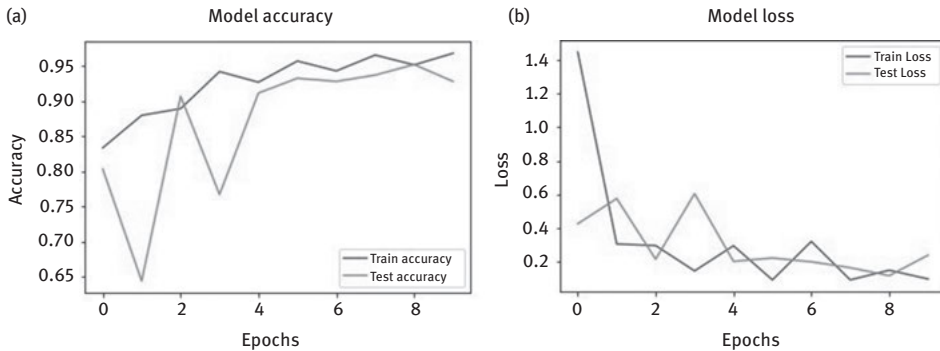 (a)
Model accuracy
0.95
0.90
0.85
0.80
0.75
0.70
0.65
Accuracy
Train accuracy
Test accuracy
0 2 4 6 8
Epochs
(b)
Model loss
1.4
1.2
1.0
0.8
0.6
0.4
0.2
Loss
Train Loss
Test Loss
0 2 4 6 8
Epochs